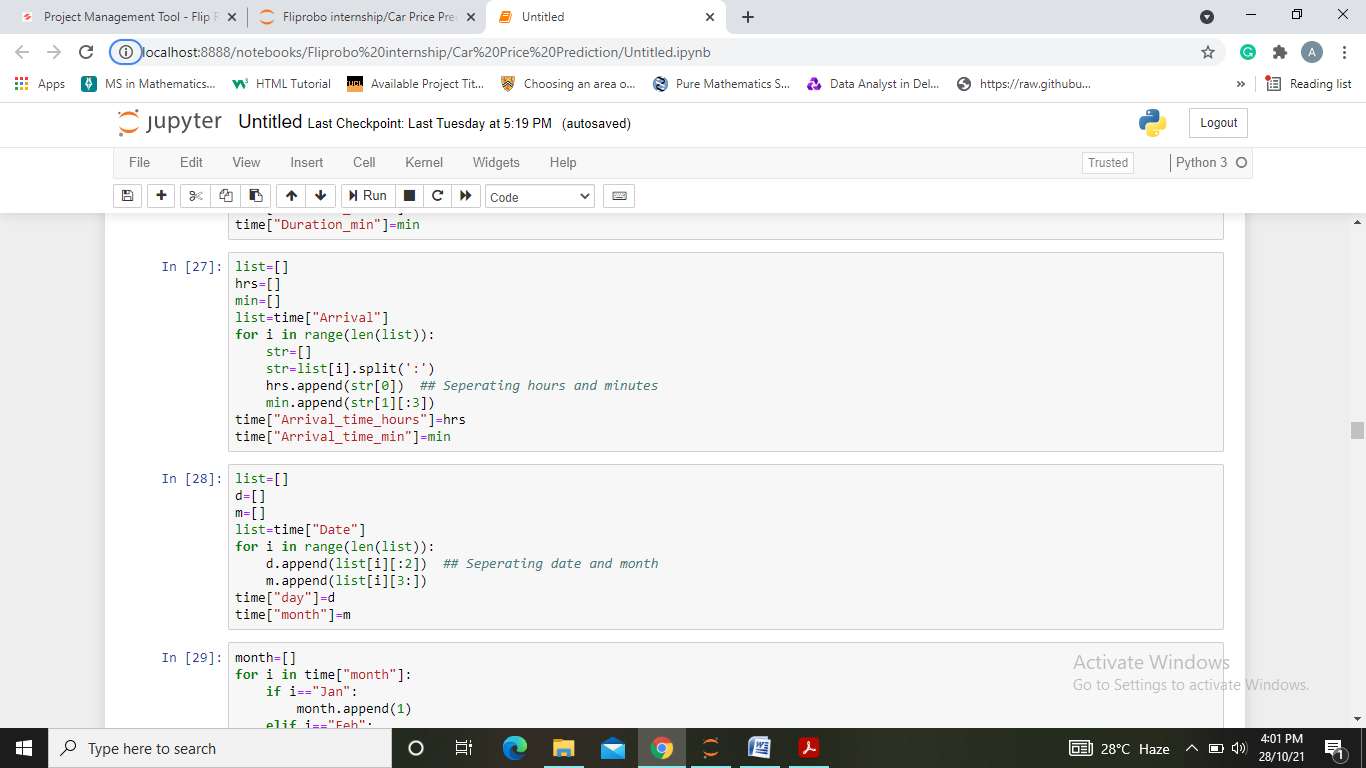 Project Management Tool - Flip F
Fliprobo internship/Car Price Pre
Untitled
localhost:8888/notebooks/Fliprobo%20internship/Car%20Price%20Prediction/Untitled.ipynb
A
Apps
MS in Mathematics...
HTML Tutorial
UCL
Available Project Tit...
Choosing an area o...
Pure Mathematics S...
Data Analyst in Del...
https://raw.githubu...
»
Reading list
jupyter Untitled Last Checkpoint: Last Tuesday at 5:19 PM (autosaved)
Logout
File Edit View Insert Cell Kernel Widgets Help
Trusted
Python 3
Run
Code
time["Duration_min"]=min
In [27]:
list=[]
hrs=[]
min=[]
list=time["Arrival"]
for i in range(len(list)):
    str=[]
    str=list[i].split(':')
    hrs.append(str[0])  ## Seperating hours and minutes
    min.append(str[1][:3])
time["Arrival_time_hours"]=hrs
time["Arrival_time_min"]=min
In [28]:
list=[]
d=[]
m=[]
list=time["Date"]
for i in range(len(list)):
    d.append(list[i][:2])  ## Seperating date and month
    m.append(list[i][3:])
time["day"]=d
time["month"]=m
In [29]:
month=[]
for i in time["month"]:
    if i=="Jan":
        month.append(1)
    elif i=="Feb":
Activate Windows
Go to Settings to activate Windows.
Type here to search
28°C Haze
4:01 PM
28/10/21
1